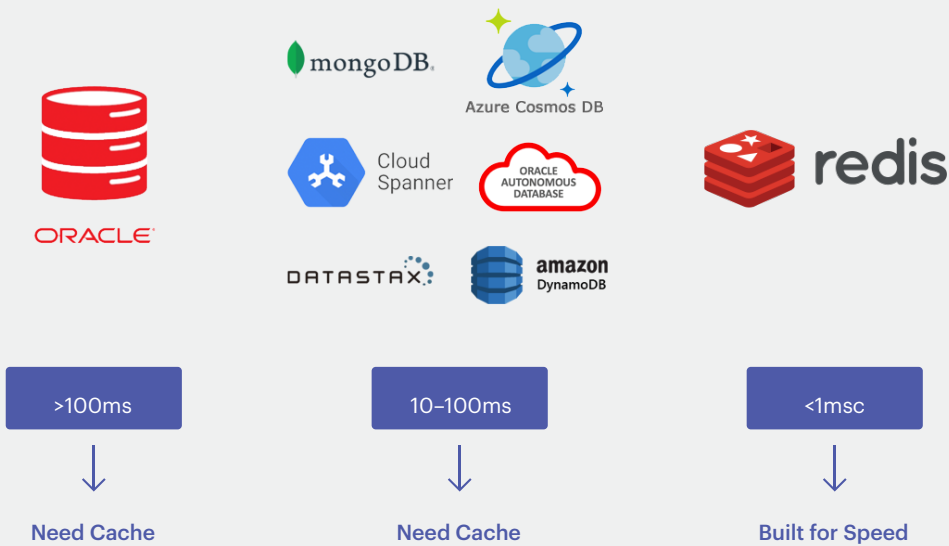 mongoDB.
Azure Cosmos DB
ORACLE
Cloud
Spanner
ORACLE
AUTONOMOUS
DATABASE
redis
DATASTAX
amazon
DynamoDB
>100ms
10–100ms
<1msc
Need Cache
Need Cache
Built for Speed